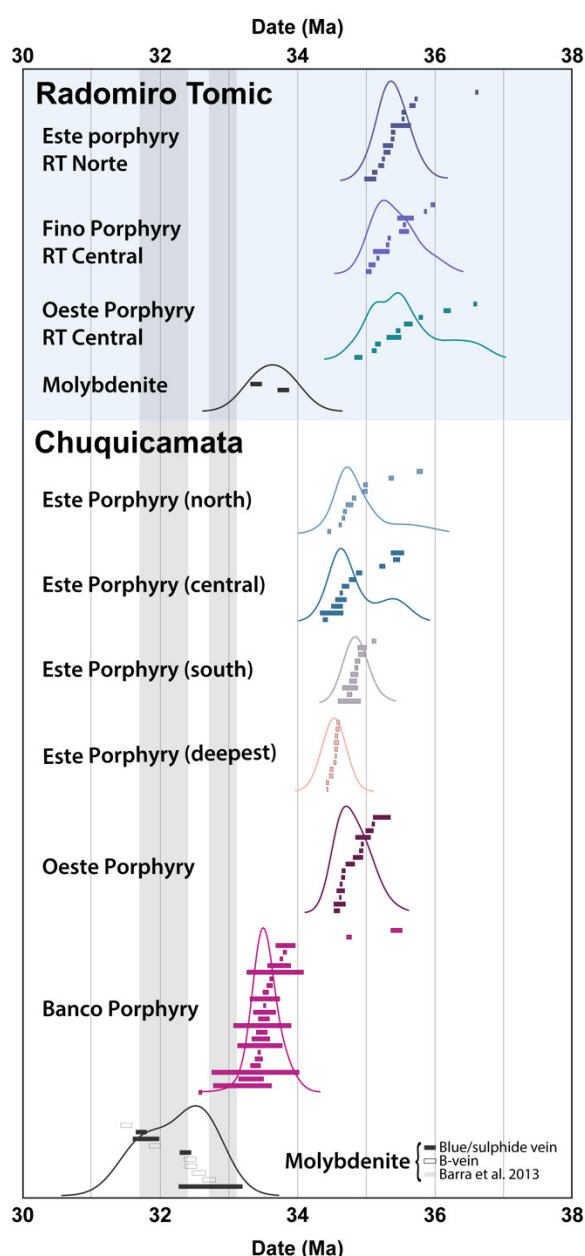 Date (Ma)
30 32 34 36 38
Radomiro Tomic
Este porphyry
RT Norte
Fino Porphyry
RT Central
Oeste Porphyry
RT Central
Molybdenite
Chuquicamata
Este Porphyry (north)
Este Porphyry (central)
Este Porphyry (south)
Este Porphyry (deepest)
Oeste Porphyry
Banco Porphyry
Molybdenite
Blue/sulphide vein
B-vein
Barra et al. 2013
30 32 34 36 38
Date (Ma)